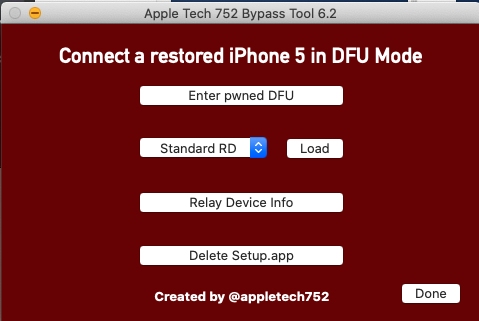 Apple Tech 752 Bypass Tool 6.2
Connect a restored iPhone 5 in DFU Mode
Enter pwned DFU
Standard RD
Load
Relay Device Info
Delete Setup.app
Created by @appletech752
Done